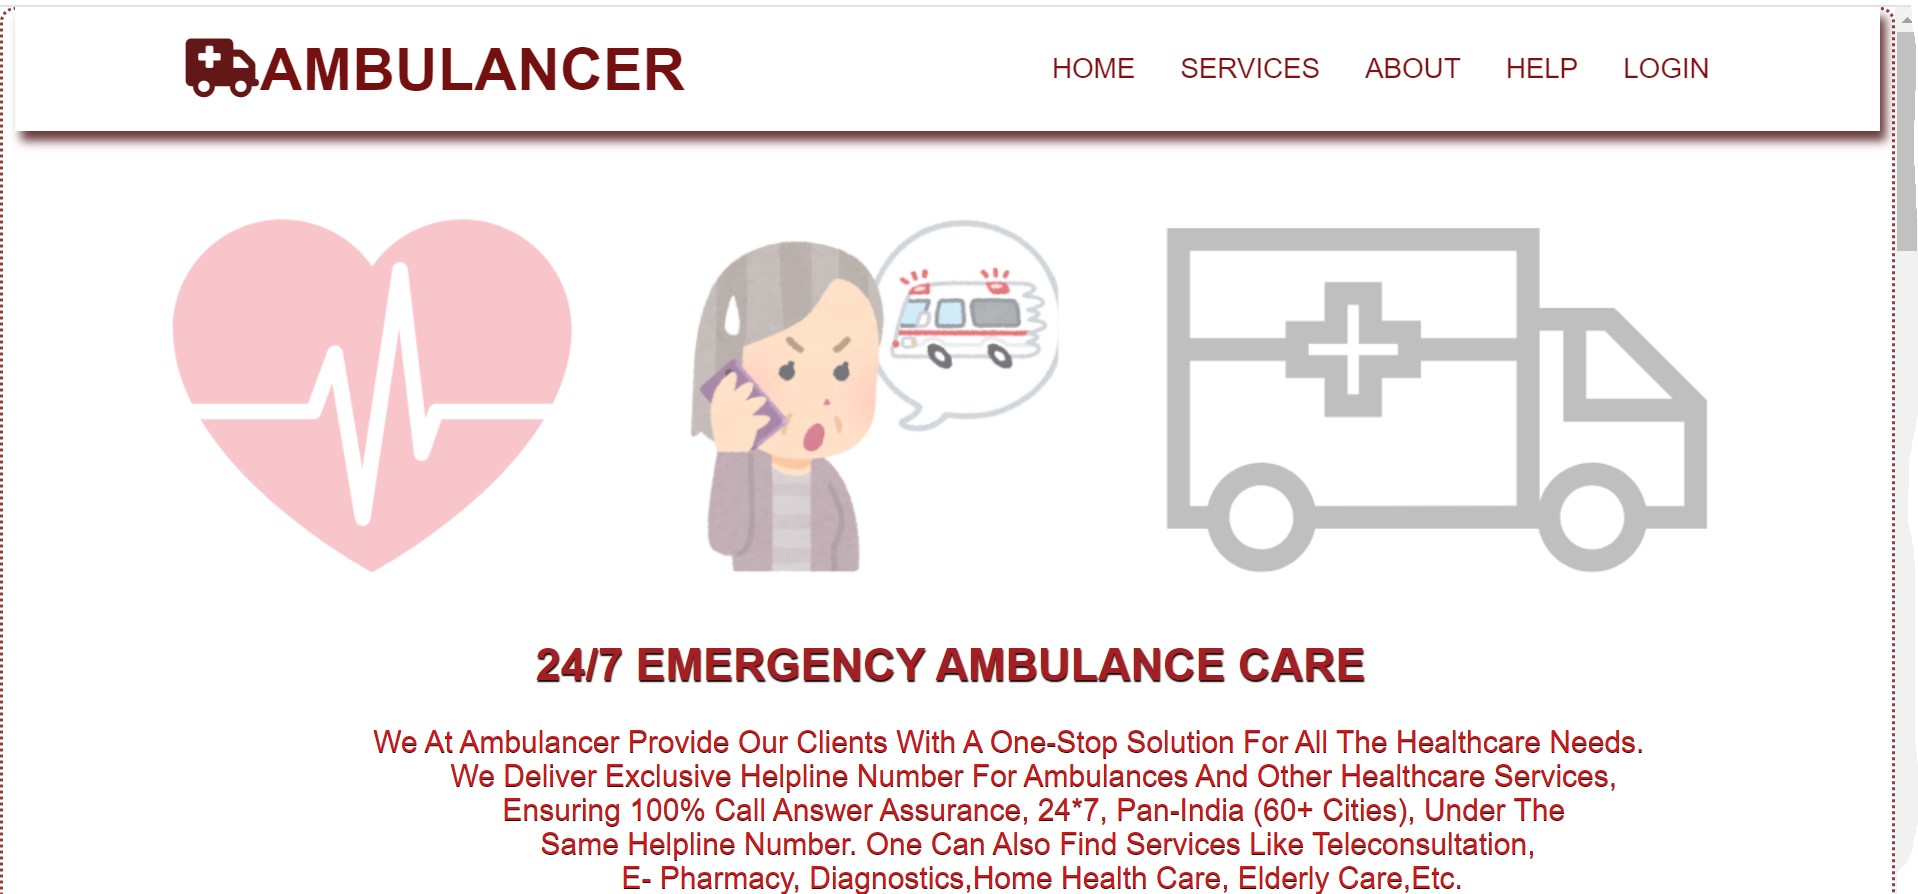 AMBULANCER
HOME SERVICES ABOUT HELP LOGIN
24/7 EMERGENCY AMBULANCE CARE
We At Ambulancer Provide Our Clients With A One-Stop Solution For All The Healthcare Needs.
We Deliver Exclusive Helpline Number For Ambulances And Other Healthcare Services,
Ensuring 100% Call Answer Assurance, 24*7, Pan-India (60+ Cities), Under The
Same Helpline Number. One Can Also Find Services Like Teleconsultation,
E- Pharmacy, Diagnostics,Home Health Care, Elderly Care,Etc.